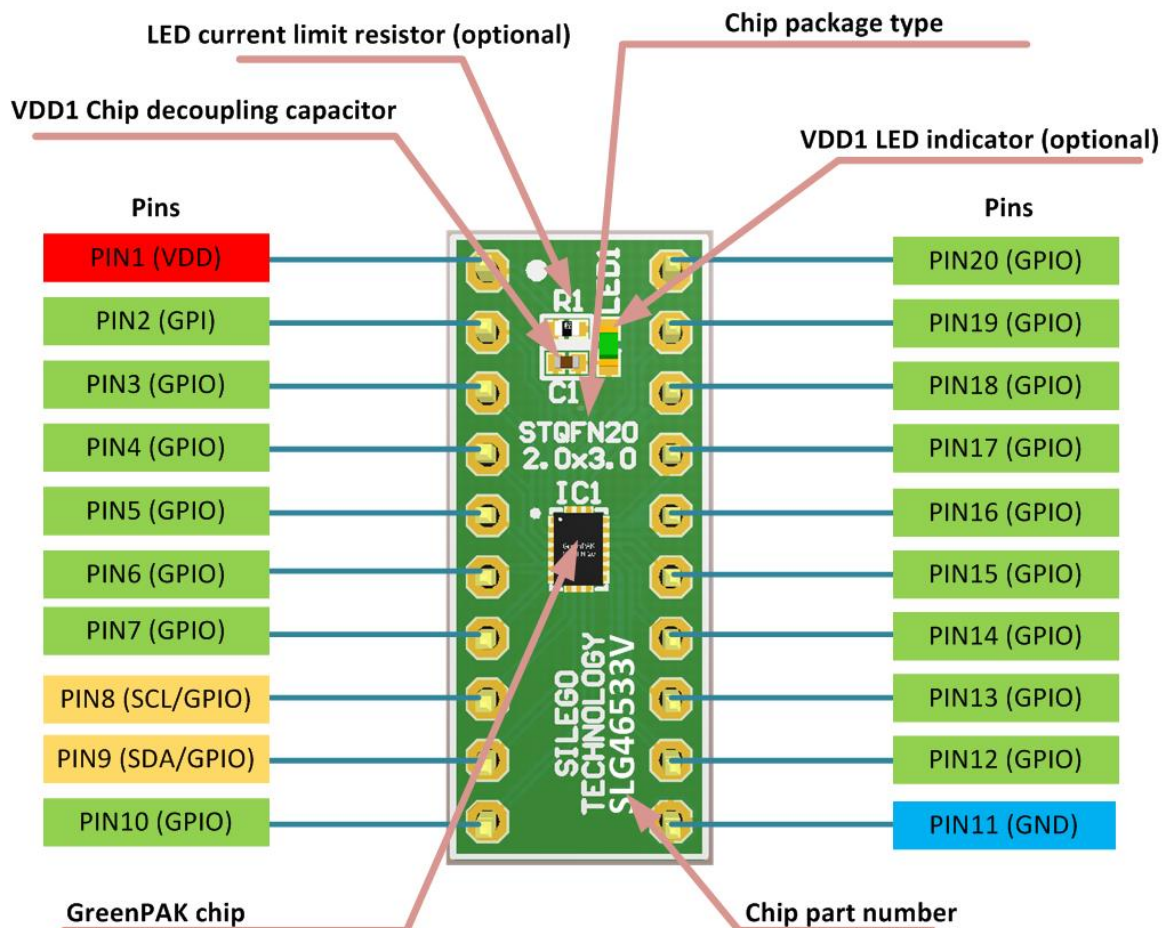 LED current limit resistor (optional)
Chip package type
VDD1 Chip decoupling capacitor
VDD1 LED indicator (optional)
Pins
Pins
PIN1 (VDD)
PIN2 (GPI)
PIN3 (GPIO)
PIN4 (GPIO)
PIN5 (GPIO)
PIN6 (GPIO)
PIN7 (GPIO)
PIN8 (SCL/GPIO)
PIN9 (SDA/GPIO)
PIN10 (GPIO)
R1
LED1
C1
STQFN20
2.0x3.0
IC1
GreenPAK
SILEGO
TECHNOLOGY
SLG46533V
PIN20 (GPIO)
PIN19 (GPIO)
PIN18 (GPIO)
PIN17 (GPIO)
PIN16 (GPIO)
PIN15 (GPIO)
PIN14 (GPIO)
PIN13 (GPIO)
PIN12 (GPIO)
PIN11 (GND)
GreenPAK chip
Chip part number